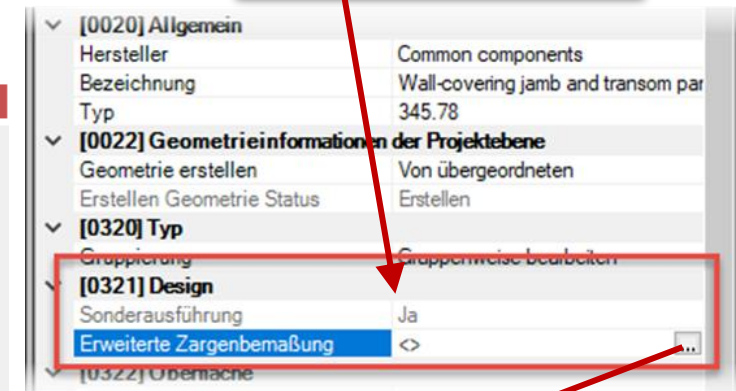 [0020] Allgemein
Hersteller Common components
Bezeichnung Wall-covering jamb and transom par
Typ 345.78
[0022] Geometrieinformationen der Projektebene
Geometrie erstellen Von übergeordneten
Erstellen Geometrie Status Erstellen
[0320] Typ
Gruppierung Gruppenweise bearbeiten
[0321] Design
Sonderausführung Ja
Erweiterte Zargenbemaßung <> ...
[0322] Oberfläche